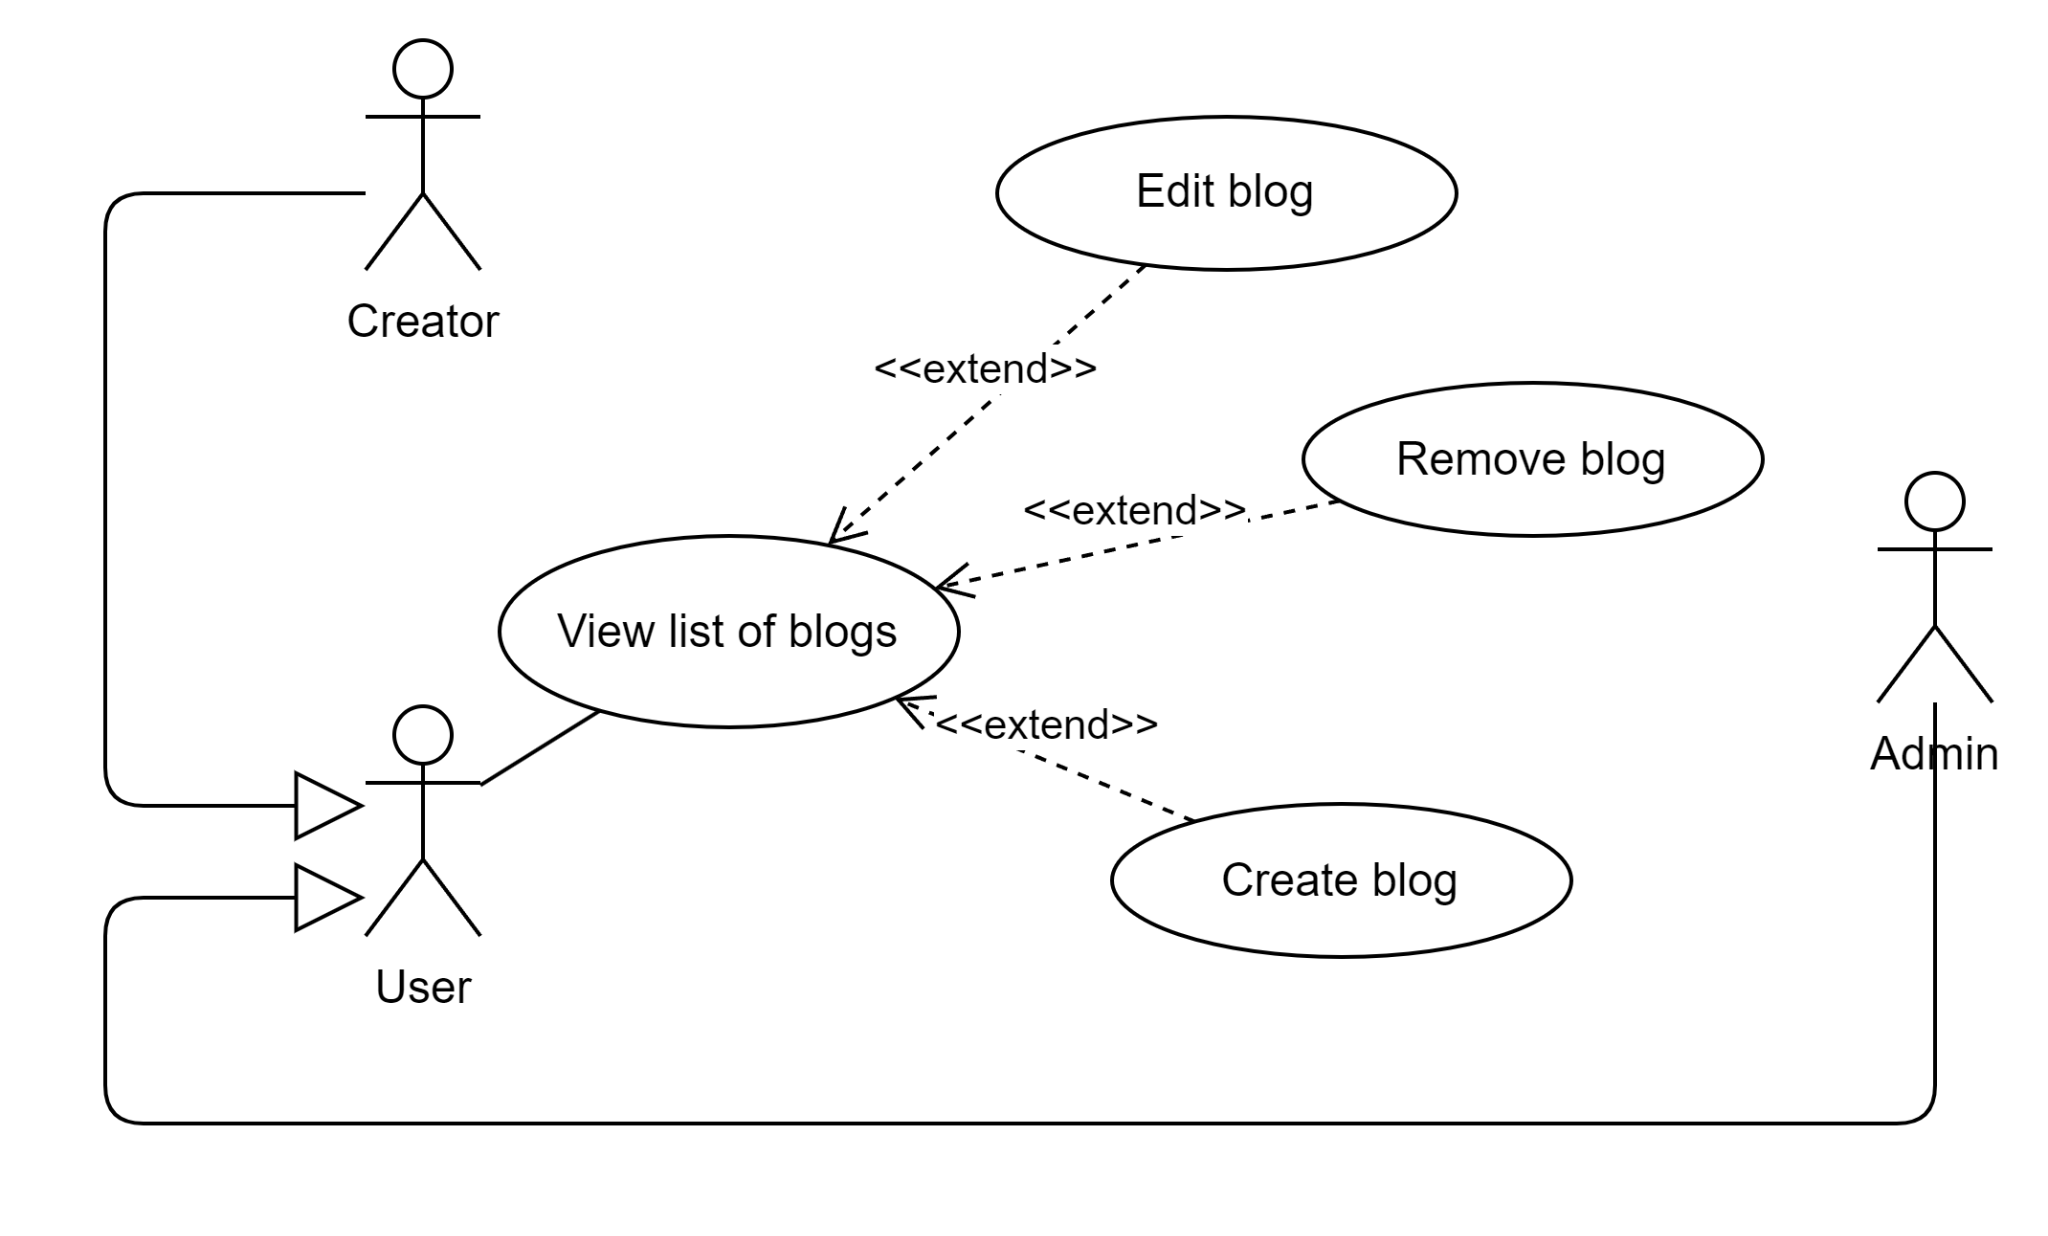 Creator
Edit blog
<<extend>>
Remove blog
<<extend>>
View list of blogs
<<extend>>
Admin
Create blog
User